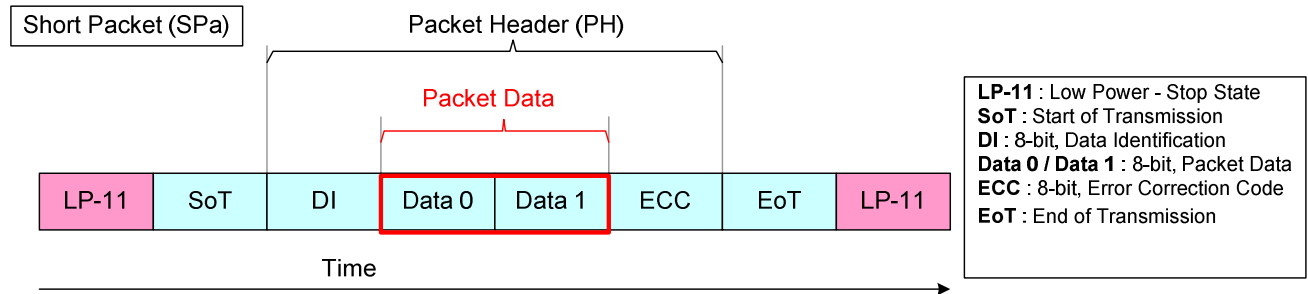 Short Packet (SPa)
Packet Header (PH)
Packet Data
LP-11 SoT DI Data 0 Data 1 ECC EoT LP-11
Time
LP-11 : Low Power - Stop State
SoT : Start of Transmission
DI : 8-bit, Data Identification
Data 0 / Data 1 : 8-bit, Packet Data
ECC : 8-bit, Error Correction Code
EoT : End of Transmission